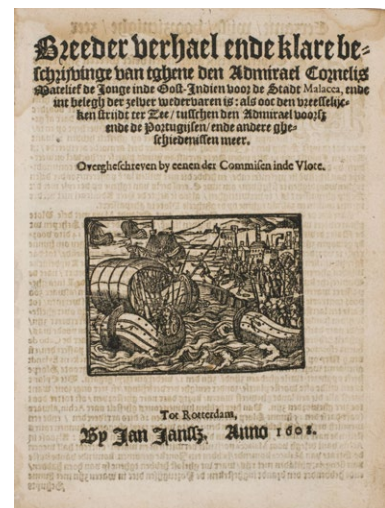 Breeder verhael ende klare be-
schrijvinge van tghene den Admirael Cornelis
Matelief de Jonge inde Oost-Indien voor de Stadt Malacca, ende
int belegh der zelver wedervaren is: als oock den vreesselijc-
ken strijdt ter Zee/ tusschen den Admirael voorsz
ende de Portugijsen/ ende andere ghe-
schiedenissen meer.
Overgheschreven by eenen der Commisen inde Vlote.
Tot Rotterdam,
By Jan Jansz. Anno 1608.